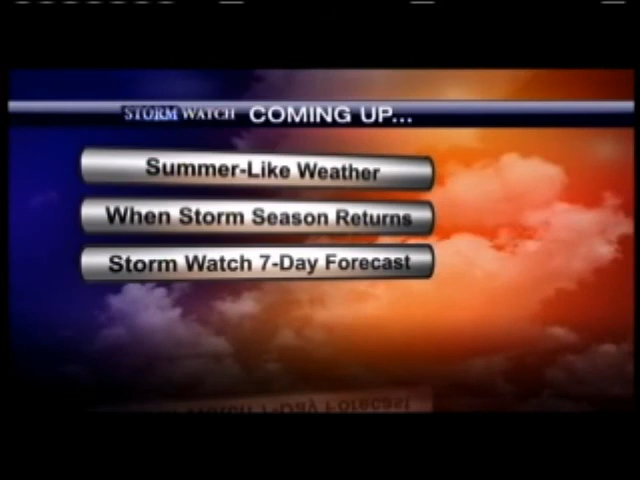 STORM WATCH COMING UP...
Summer-Like Weather
When Storm Season Returns
Storm Watch 7-Day Forecast